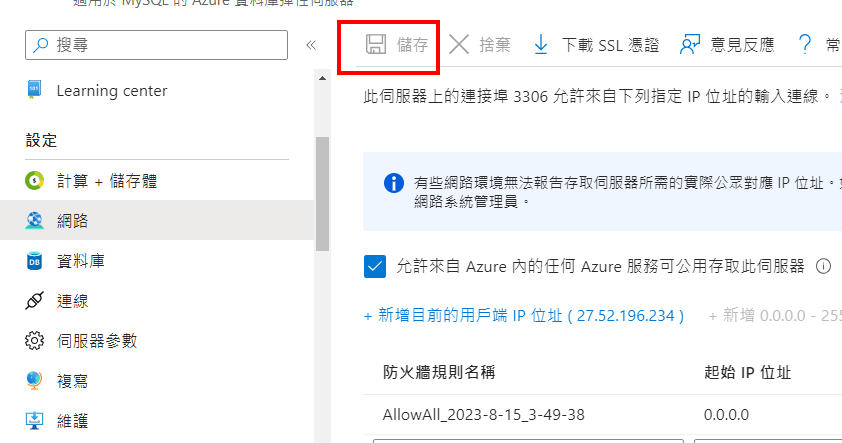 適用於 MySQL 的 Azure 資料庫彈性伺服器
搜尋
«
儲存
捨棄
下載 SSL 憑證
意見反應
常
Learning center
此伺服器上的連接埠 3306 允許來自下列指定 IP 位址的輸入連線。
設定
計算 + 儲存體
網路
資料庫
連線
伺服器參數
複寫
維護
有些網路環境無法報告存取伺服器所需的實際公眾對應 IP 位址。
網路系統管理員。
允許來自 Azure 內的任何 Azure 服務可公用存取此伺服器
+ 新增目前的用戶端 IP 位址 ( 27.52.196.234 )
+ 新增 0.0.0.0 - 255
防火牆規則名稱
起始 IP 位址
AllowAll_2023-8-15_3-49-38
0.0.0.0